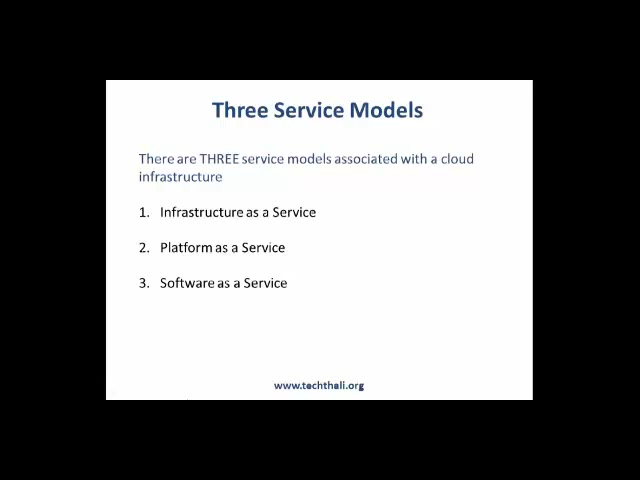 Three Service Models
There are THREE service models associated with a cloud
infrastructure
1. Infrastructure as a Service
2. Platform as a Service
3. Software as a Service
www.techthali.org